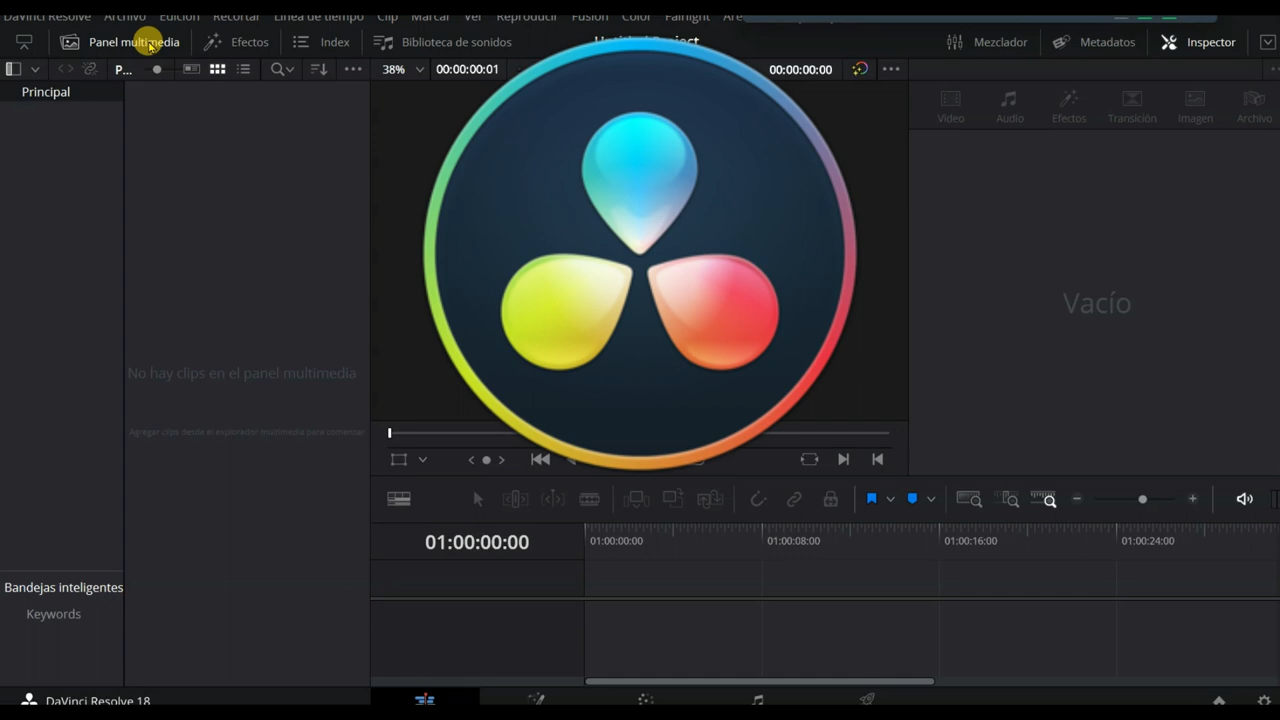 DaVinci Resolve Archivo Edición Recortar Línea de tiempo Clip Marcar Ver Reproducir Fusion Color Fairlight
Panel multimedia Efectos Index Biblioteca de sonidos Untitled Project Mezclador Metadatos Inspector
P... 38% 00:00:00:01 00:00:00:00
Principal
Video Audio Efectos Transición Imagen Archivo
Vacío
No hay clips en el panel multimedia
Agregar clips desde el explorador multimedia para comenzar
01:00:00:00
01:00:00:00 01:00:08:00 01:00:16:00 01:00:24:00
Bandejas inteligentes
Keywords
DaVinci Resolve 18